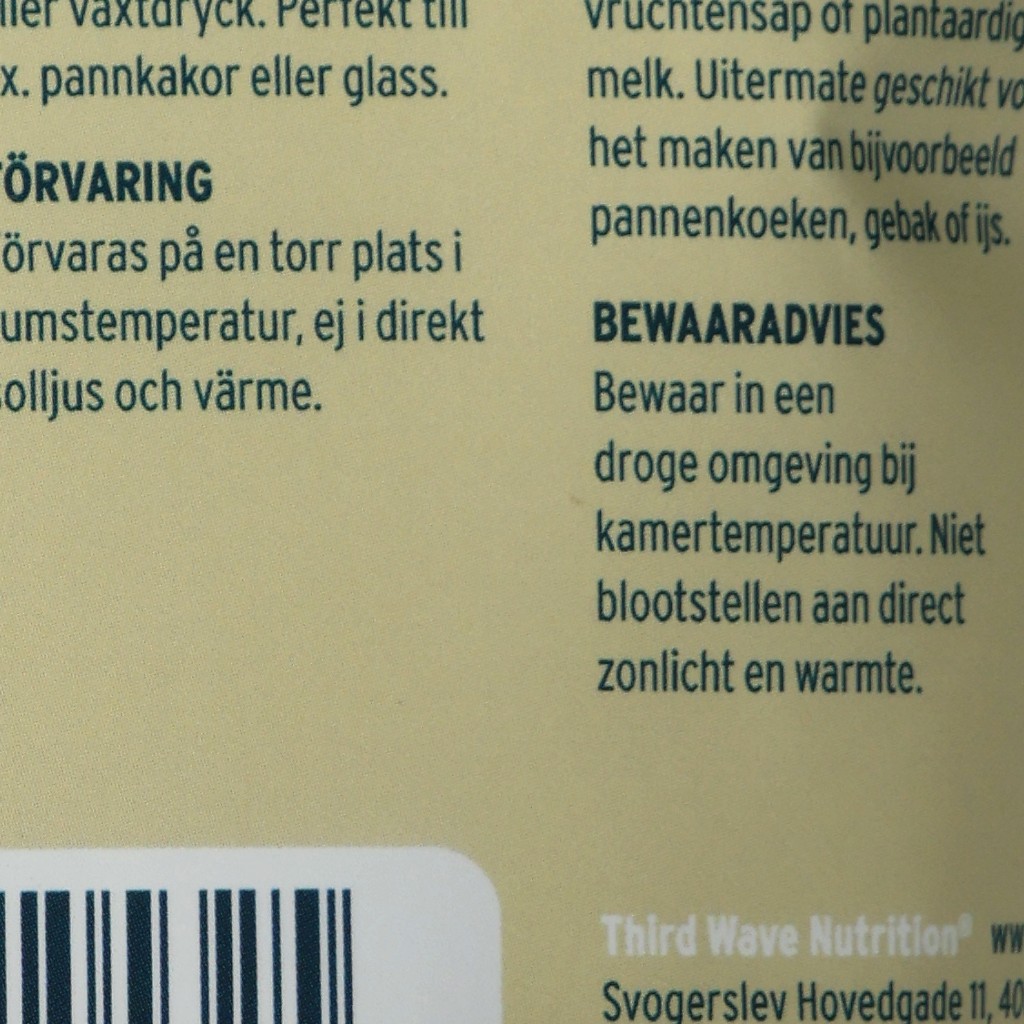 växtdryck. Perfekt till
x. pannkakor eller glass.
FÖRVARING
örvaras på en torr plats i
umstemperatur, ej i direkt
solljus och värme.
vruchtensap of plantaardig
melk. Uitermate geschikt vo
het maken van bijvoorbeeld
pannenkoeken, gebak of ijs.
BEWAARADVIES
Bewaar in een
droge omgeving bij
kamertemperatuur. Niet
blootstellen aan direct
zonlicht en warmte.
Third Wave Nutrition® ww
Svogerslev Hovedgade 11, 40